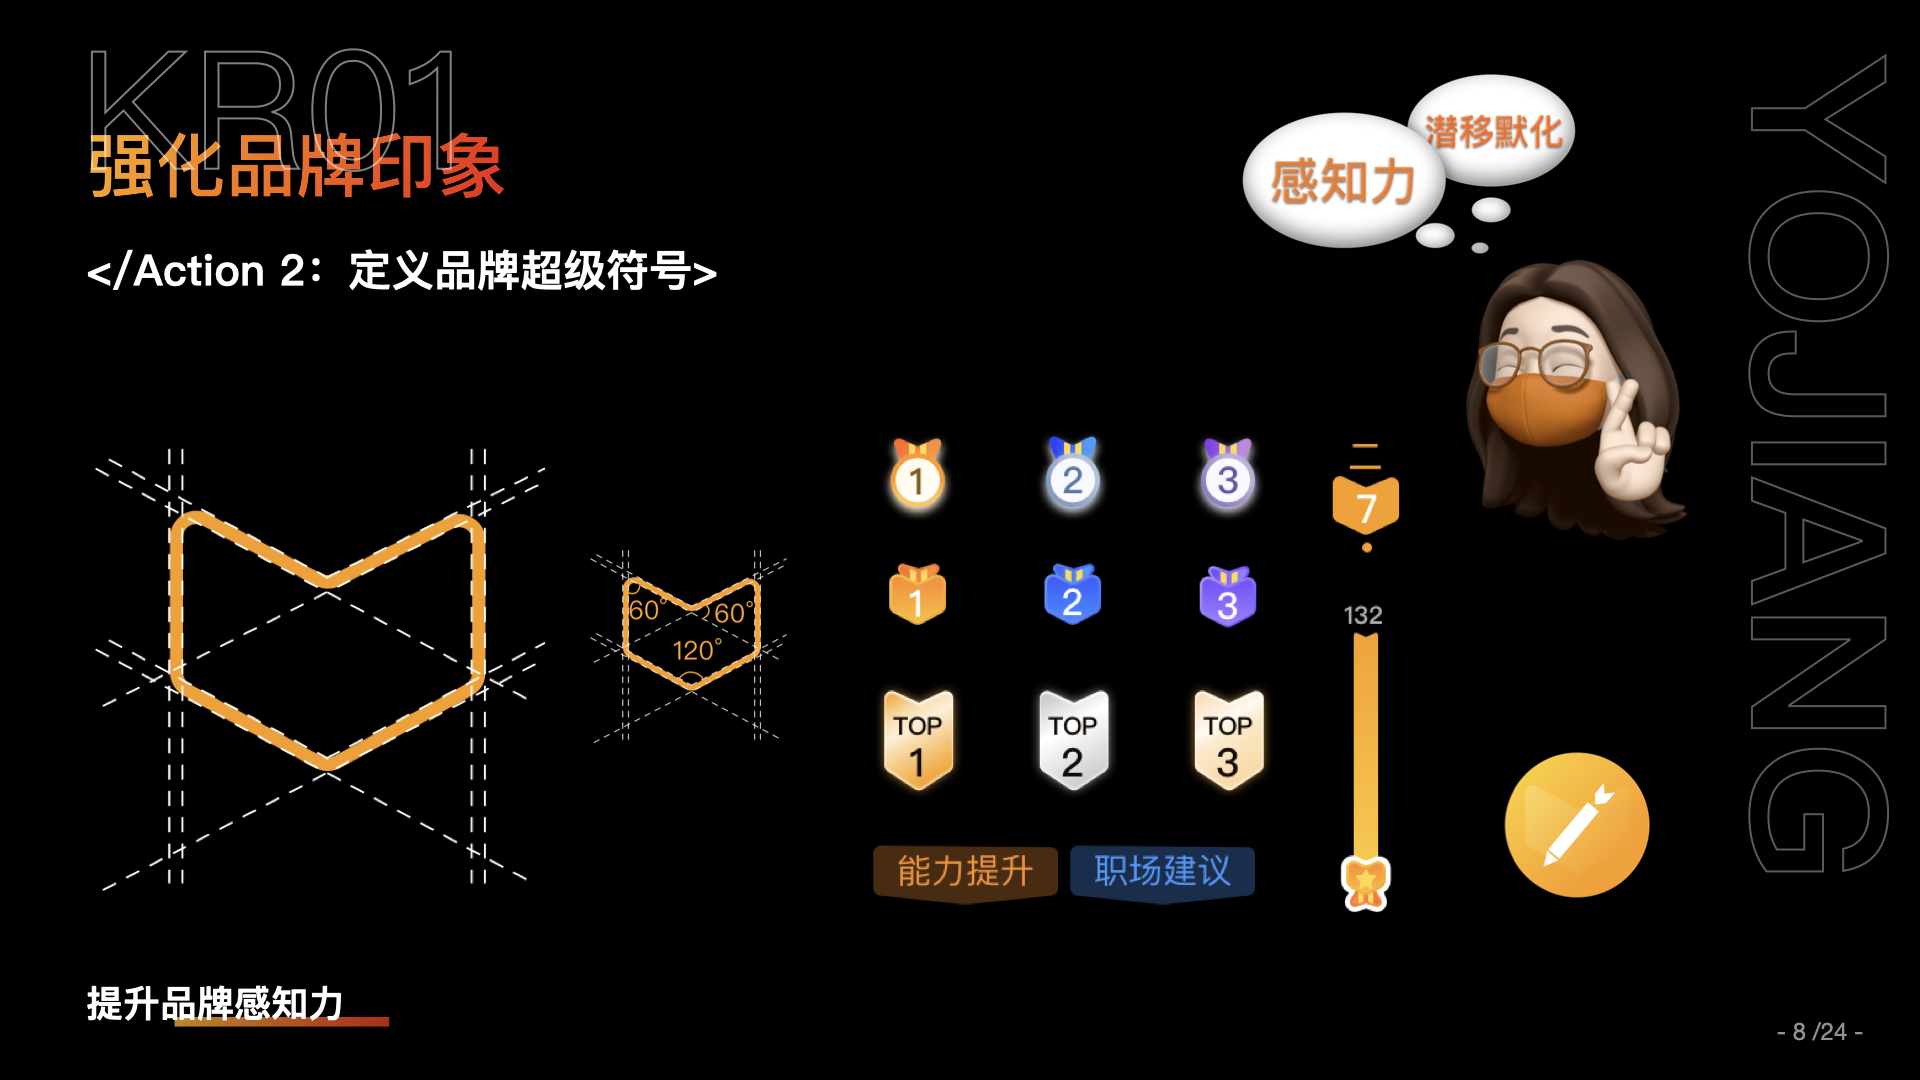 KR01
强化品牌印象
</Action 2：定义品牌超级符号>
潜移默化
感知力
YOJIANG
60°
60°
120°
1
2
3
7
1
2
3
132
TOP
1
TOP
2
TOP
3
能力提升
职场建议
提升品牌感知力
- 8 /24 -